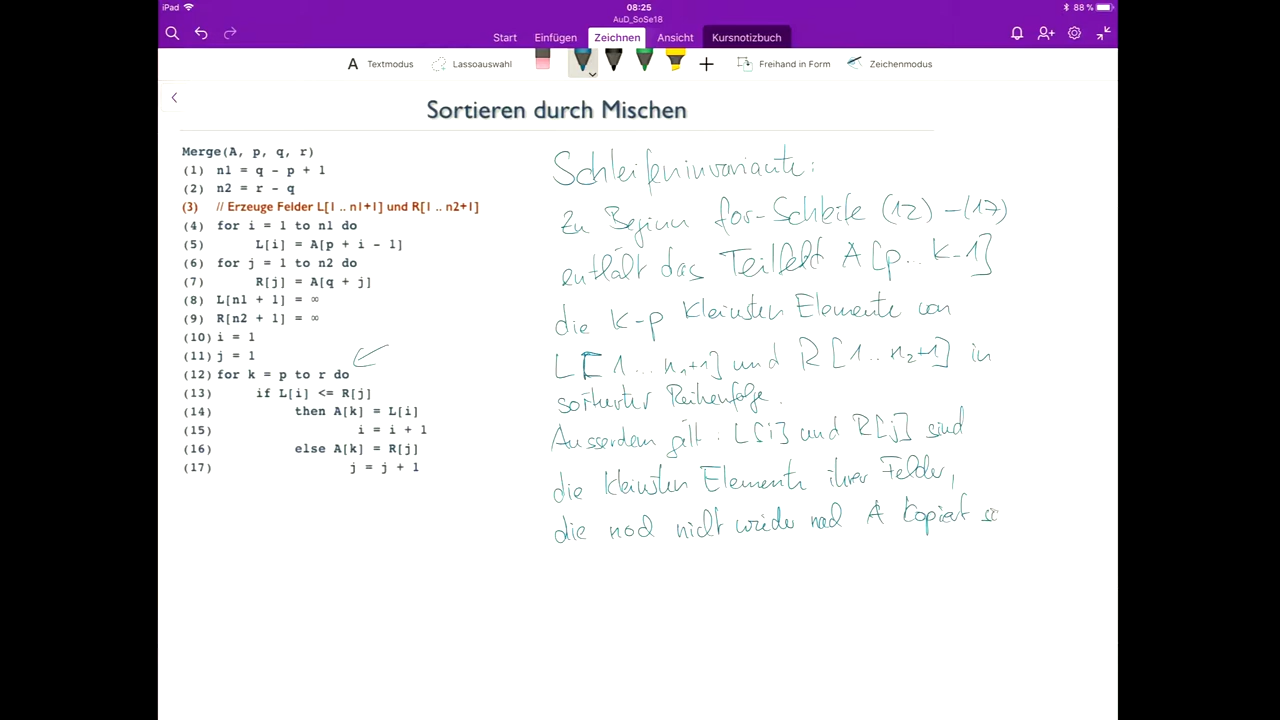 iPad
08:25
88 %
AuD_SoSe18
Start Einfügen Zeichnen Ansicht Kursnotizbuch
A Textmodus Lassoauswahl Freihand in Form Zeichenmodus
Sortieren durch Mischen
Merge(A, p, q, r)
(1) n1 = q - p + 1
(2) n2 = r - q
(3) // Erzeuge Felder L[1 .. n1+1] und R[1 .. n2+1]
(4) for i = 1 to n1 do
(5) L[i] = A[p + i - 1]
(6) for j = 1 to n2 do
(7) R[j] = A[q + j]
(8) L[n1 + 1] = ∞
(9) R[n2 + 1] = ∞
(10) i = 1
(11) j = 1
(12) for k = p to r do
(13) if L[i] <= R[j]
(14) then A[k] = L[i]
(15) i = i + 1
(16) else A[k] = R[j]
(17) j = j + 1
Schleifeninvariante:
Zu Beginn for-Schleife (12) - (17)
enthält das Teilfeld A[p... k-1]
die k-p kleinsten Elemente von
L[1... n1+1] und R[1.. n2+1] in
sortierter Reihenfolge.
Ausserdem gilt: L[i] und R[j] sind
die kleinsten Elemente ihrer Felder,
die noch nicht wieder nach A kopiert